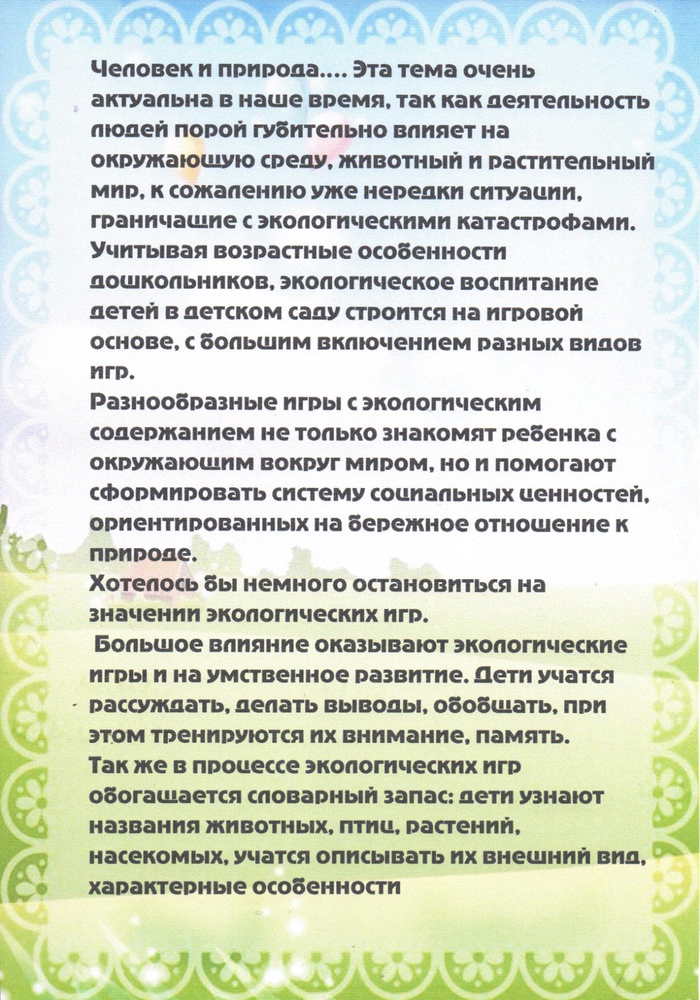 Человек и природа.... Эта тема очень
актуальна в наше время, так как деятельность
людей порой губительно влияет на
окружающую среду, животный и растительный
мир, к сожалению уже нередки ситуации,
граничащие с экологическими катастрофами.
Учитывая возрастные особенности
дошкольников, экологическое воспитание
детей в детском саду строится на игровой
основе, с большим включением разных видов
игр.
Разнообразные игры с экологическим
содержанием не только знакомят ребенка с
окружающим вокруг миром, но и помогают
сформировать систему социальных ценностей,
ориентированных на бережное отношение к
природе.
Хотелось бы немного остановиться на
значении экологических игр.
Большое влияние оказывают экологические
игры и на умственное развитие. Дети учатся
рассуждать, делать выводы, обобщать, при
этом тренируются их внимание, память.
Так же в процессе экологических игр
обогащается словарный запас: дети узнают
названия животных, птиц, растений,
насекомых, учатся описывать их внешний вид,
характерные особенности